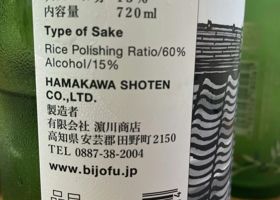 内容量 720ml
Type of Sake
Rice Polishing Ratio/60%
Alcohol/15%
HAMAKAWA SHOTEN
CO.,LTD.
製造者
有限会社 濵川商店
高知県安芸郡田野町2150
TEL 0887-38-2004
www.bijofu.jp